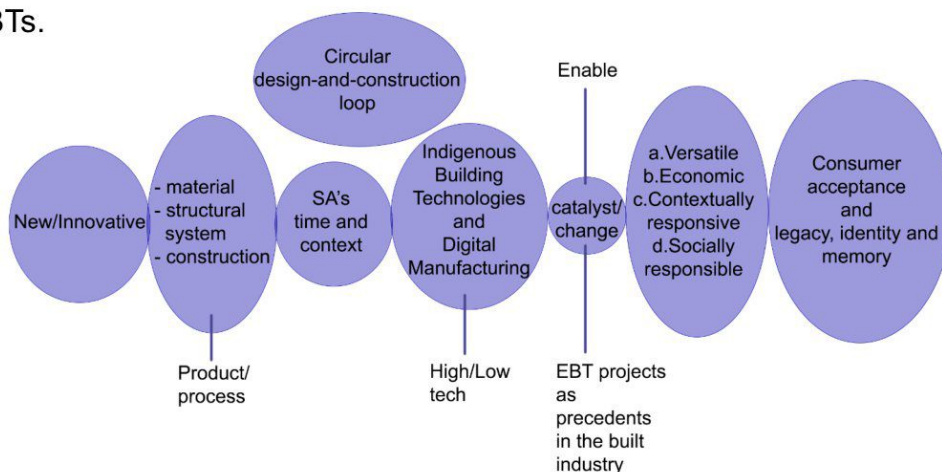 BTs.
Circular
design-and-construction
loop
Enable
New/Innovative
- material
- structural
system
- construction
SA's
time and
context
Indigenous
Building
Technologies
and
Digital
Manufacturing
catalyst/
change
a.Versatile
b.Economic
c.Contextually
responsive
d.Socially
responsible
Consumer
acceptance
and
legacy, identity and
memory
Product/
process
High/Low
tech
EBT projects
as
precedents
in the built
industry